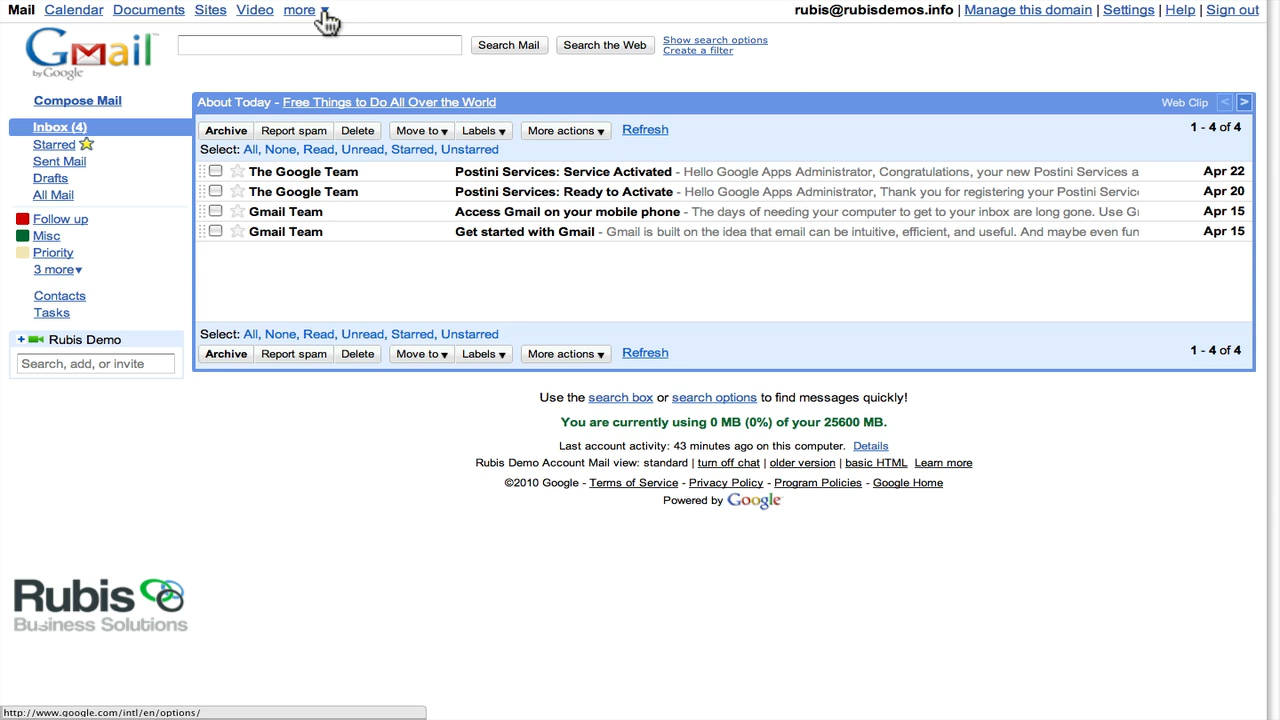 Mail Calendar Documents Sites Video more ▼
rubis@rubisdemos.info | Manage this domain | Settings | Help | Sign out
Gmail™
by Google
Search Mail Search the Web
Show search options
Create a filter
Compose Mail
Inbox (4)
Starred
Sent Mail
Drafts
All Mail
Follow up
Misc
Priority
3 more▼
Contacts
Tasks
+ Rubis Demo
Search, add, or invite
About Today - Free Things to Do All Over the World
Web Clip < >
Archive Report spam Delete Move to ▼ Labels ▼ More actions ▼ Refresh
1 - 4 of 4
Select: All, None, Read, Unread, Starred, Unstarred
The Google Team Postini Services: Service Activated - Hello Google Apps Administrator, Congratulations, your new Postini Services a Apr 22
The Google Team Postini Services: Ready to Activate - Hello Google Apps Administrator, Thank you for registering your Postini Servic Apr 20
Gmail Team Access Gmail on your mobile phone - The days of needing your computer to get to your inbox are long gone. Use Gr Apr 15
Gmail Team Get started with Gmail - Gmail is built on the idea that email can be intuitive, efficient, and useful. And maybe even fun Apr 15
Select: All, None, Read, Unread, Starred, Unstarred
Archive Report spam Delete Move to ▼ Labels ▼ More actions ▼ Refresh
1 - 4 of 4
Use the search box or search options to find messages quickly!
You are currently using 0 MB (0%) of your 25600 MB.
Last account activity: 43 minutes ago on this computer. Details
Rubis Demo Account Mail view: standard | turn off chat | older version | basic HTML Learn more
©2010 Google - Terms of Service - Privacy Policy - Program Policies - Google Home
Powered by Google
Rubis
Business Solutions
http://www.google.com/intl/en/options/